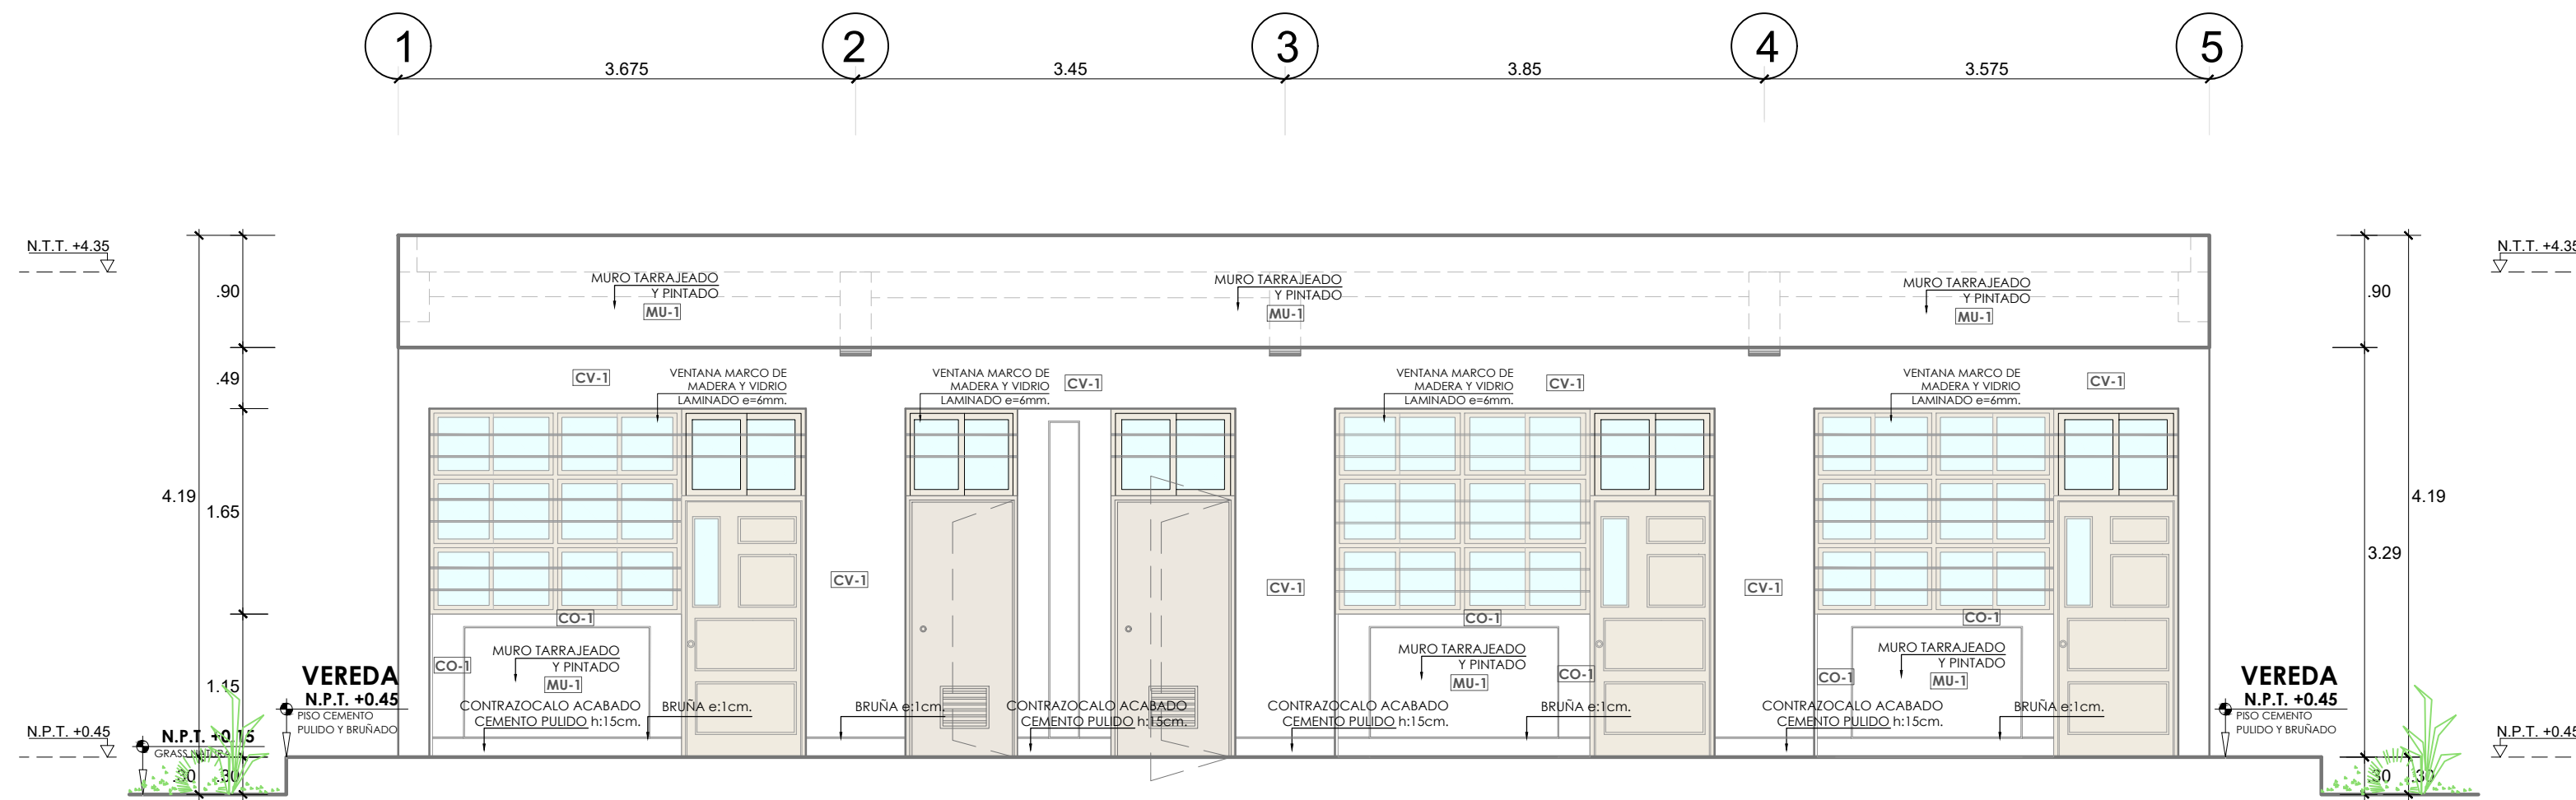 1
2
3
4
5
3.675
3.45
3.85
3.575
N.T.T. +4.35
N.T.T. +4.35
.90
.49
4.19
1.65
1.15
.30
.30
.90
4.19
3.29
.30
.30
MURO TARRAJEADO
Y PINTADO
MU-1
MURO TARRAJEADO
Y PINTADO
MU-1
MURO TARRAJEADO
Y PINTADO
MU-1
CV-1
VENTANA MARCO DE
MADERA Y VIDRIO
LAMINADO e=6mm.
VENTANA MARCO DE
MADERA Y VIDRIO
LAMINADO e=6mm.
CV-1
VENTANA MARCO DE
MADERA Y VIDRIO
LAMINADO e=6mm.
CV-1
VENTANA MARCO DE
MADERA Y VIDRIO
LAMINADO e=6mm.
CV-1
CV-1
CV-1
CV-1
CO-1
CO-1
MURO TARRAJEADO
Y PINTADO
MU-1
CO-1
MURO TARRAJEADO
Y PINTADO
MU-1
CO-1
CO-1
CO-1
MURO TARRAJEADO
Y PINTADO
MU-1
CONTRAZOCALO ACABADO
CEMENTO PULIDO h:15cm.
BRUÑA e:1cm.
BRUÑA e:1cm.
CONTRAZOCALO ACABADO
CEMENTO PULIDO h:15cm.
CONTRAZOCALO ACABADO
CEMENTO PULIDO h:15cm.
BRUÑA e:1cm.
CONTRAZOCALO ACABADO
CEMENTO PULIDO h:15cm.
BRUÑA e:1cm.
VEREDA
N.P.T. +0.45
PISO CEMENTO
PULIDO Y BRUÑADO
N.P.T. +0.45
N.P.T. +0.15
GRASS NATURAL
VEREDA
N.P.T. +0.45
PISO CEMENTO
PULIDO Y BRUÑADO
N.P.T. +0.45